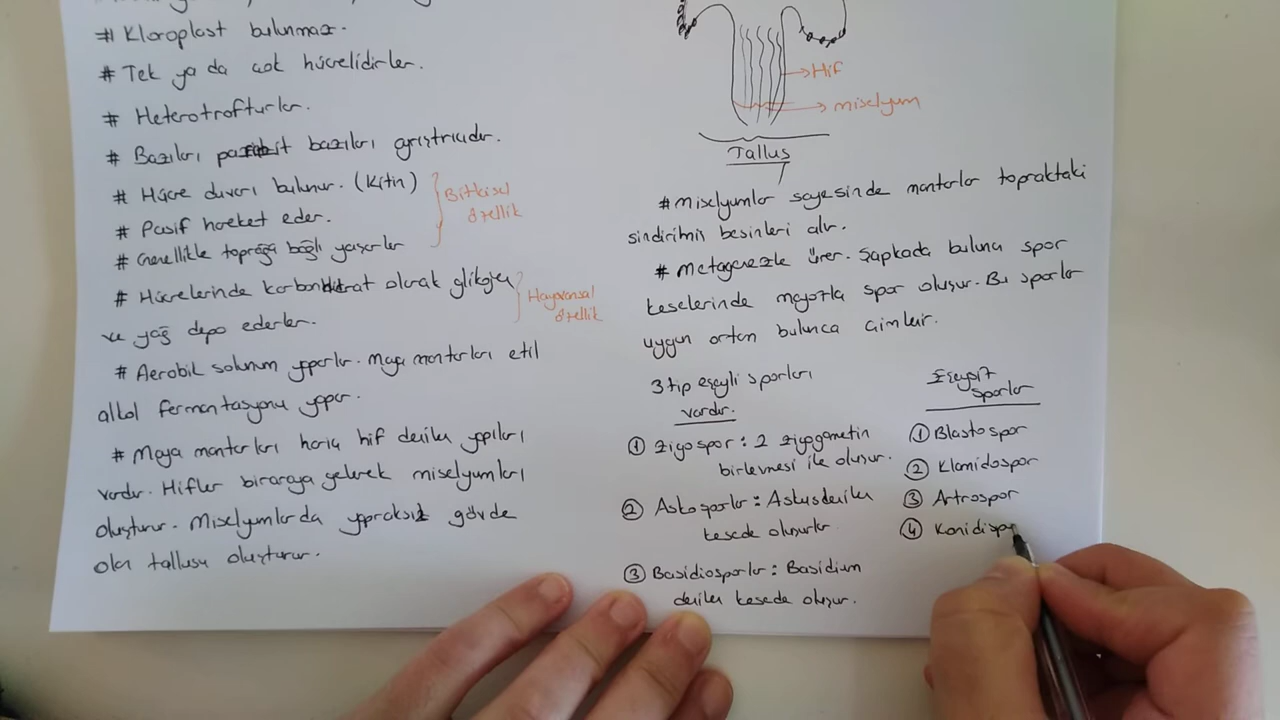 # Kloroplast bulunmaz.
# Tek ya da çok hücrelidirler.
# Heterotrofturlar.
# Bazıları parazit bazıları çürüştrücüdür.
# Hücre duvarı bulunur. (Kitin)
# Pasif hareket eder.
# Genellikle toprağa bağlı yaşarlar
Bitkisel
özellik
# Hücrelerinde karbonhidrat olarak glikojen
ve yağ depo ederler.
Hayvansal
özellik
# Aerobik solunum yaparlar. Maya mantarları etil
alkol fermantasyonu yapar.
# Maya mantarları hariç hif denilen yapıları
vardır. Hifler biraraya gelerek miselyumları
oluşturur. Miselyumlarda yapraksız gövde
olan tallusu oluşturur.
Hif
miselyum
Tallus
# Miselyumlar sayesinde mantarlar topraktaki
sindirilmiş besinleri alır.
# Metagenezle ürer. Şapkada buluna spor
keselerinde mayozla spor oluşur. Bu sporlar
uygun ortam bulunca çimlenir.
3 tip eşeyli sporları
vardır.
① Zigospor: 2 ziyogametin
birleşmesi ile oluşur.
② Askosporlar: Askus denilen
kesede olunurlar
③ Basidiosporlar: Basidium
denilen kesede oluşur.
Eşeysiz
sporlar
① Blastospor
② Klamidospor
③ Artrospor
④ Konidispo